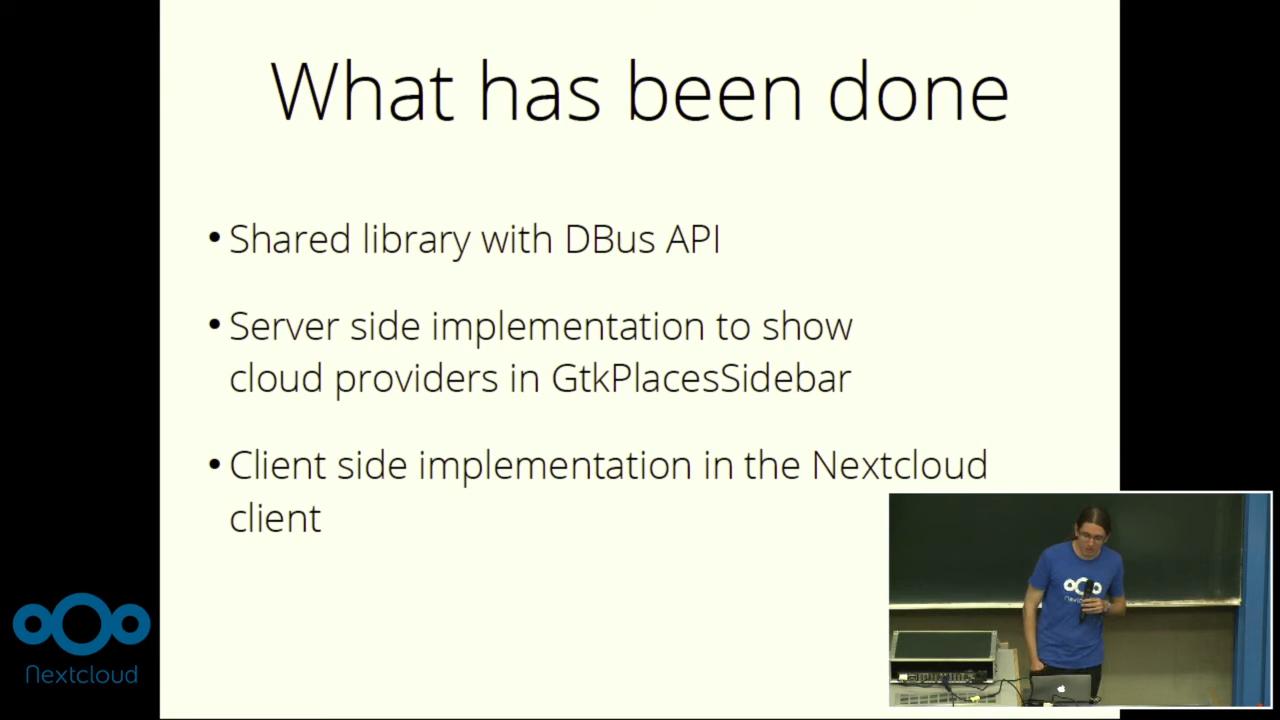 What has been done
• Shared library with DBus API
• Server side implementation to show
cloud providers in GtkPlacesSidebar
• Client side implementation in the Nextcloud
client
Nextcloud